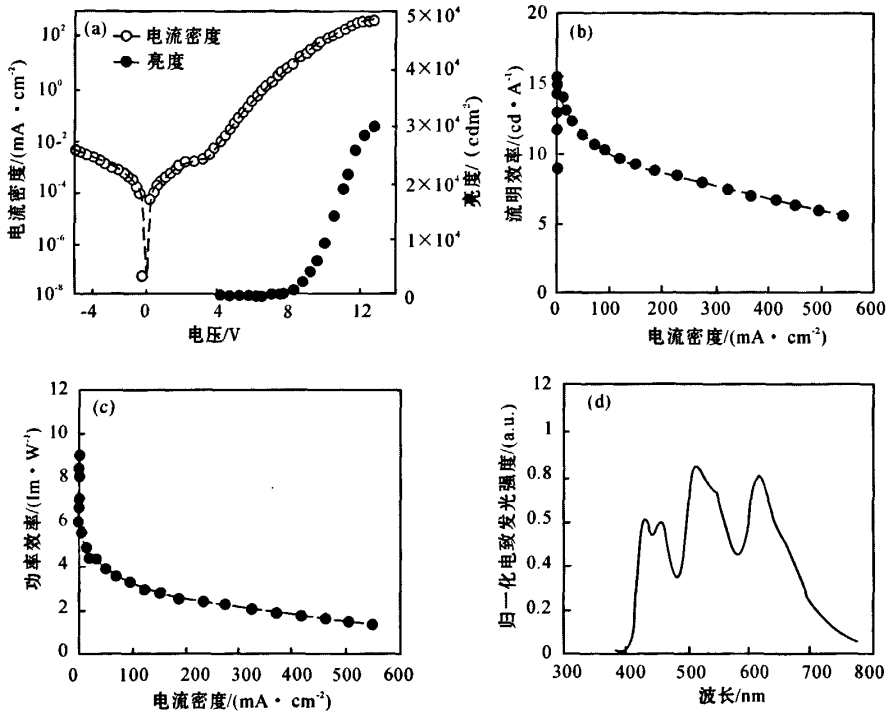 (a)
电流密度
亮度
电流密度/(mA · cm⁻²)
10²
10⁰
10⁻²
10⁻⁴
10⁻⁶
10⁻⁸
5×10⁴
4×10⁴
3×10⁴
2×10⁴
1×10⁴
0
亮度/(cdm²)
-4 0 4 8 12
电压/V
(b)
流明效率/(cd · A⁻¹)
20
15
10
5
0
0 100 200 300 400 500 600
电流密度/(mA · cm⁻²)
(c)
功率效率/(lm · W⁻¹)
12
10
8
6
4
2
0
0 100 200 300 400 500 600
电流密度/(mA · cm⁻²)
(d)
归一化电致发光强度/(a.u.)
12
1
0.8
0.5
0.4
0.2
0
300 400 500 600 700 800
波长/nm